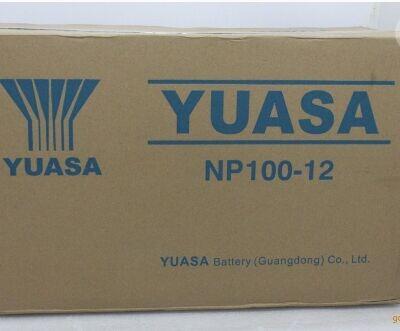 YUASA
YUASA
NP100-12
YUASA Battery (Guangdong) Co., Ltd.